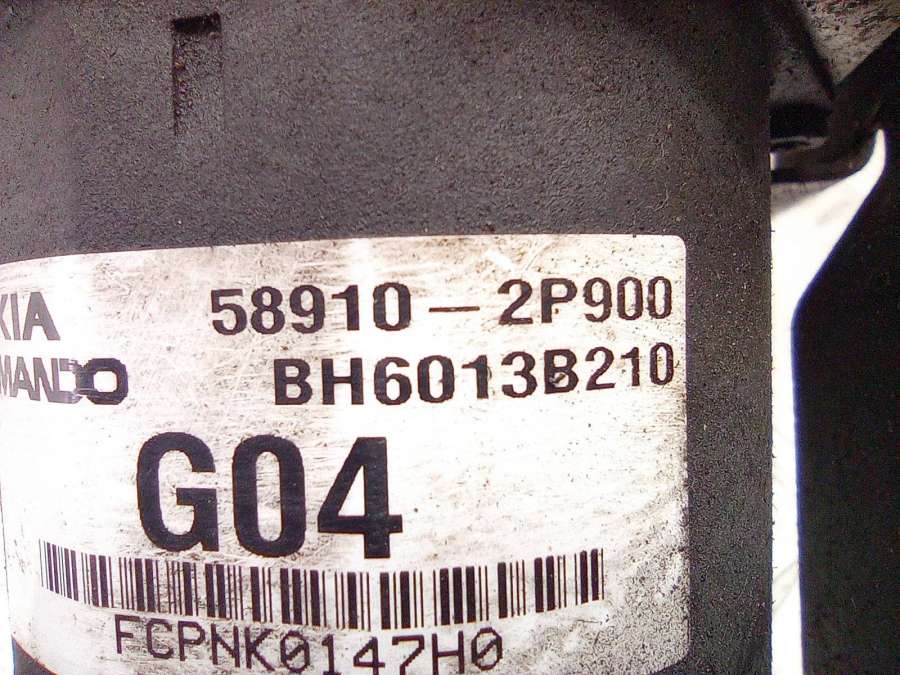 KIA 58910-2P900
MANDO BH6013B210
G04
FCPNK0147H0